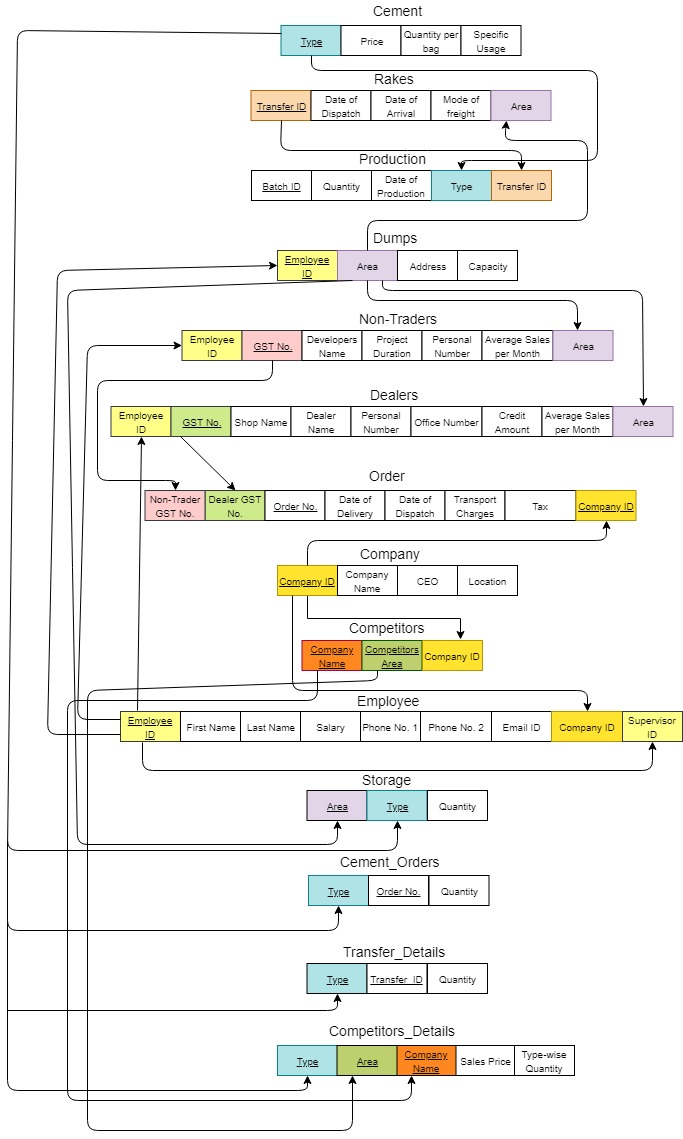 Cement
Type Price Quantity per bag Specific Usage
Rakes
Transfer ID Date of Dispatch Date of Arrival Mode of freight Area
Production
Batch ID Quantity Date of Production Type Transfer ID
Dumps
Employee ID Area Address Capacity
Non-Traders
Employee ID GST No. Developers Name Project Duration Personal Number Average Sales per Month Area
Dealers
Employee ID GST No. Shop Name Dealer Name Personal Number Office Number Credit Amount Average Sales per Month Area
Order
Non-Trader GST No. Dealer GST No. Order No. Date of Delivery Date of Dispatch Transport Charges Tax Company ID
Company
Company ID Company Name CEO Location
Competitors
Company Name Competitors Area Company ID
Employee
Employee ID First Name Last Name Salary Phone No. 1 Phone No. 2 Email ID Company ID Supervisor ID
Storage
Area Type Quantity
Cement_Orders
Type Order No. Quantity
Transfer_Details
Type Transfer_ID Quantity
Competitors_Details
Type Area Company Name Sales Price Type-wise Quantity